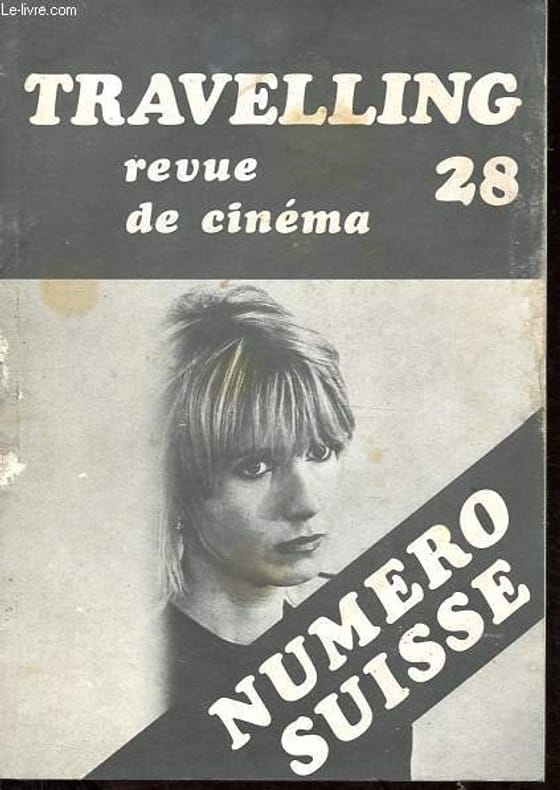 Le-livre.com
TRAVELLING
revue
28
de cinéma
NUMERO
SUISSE